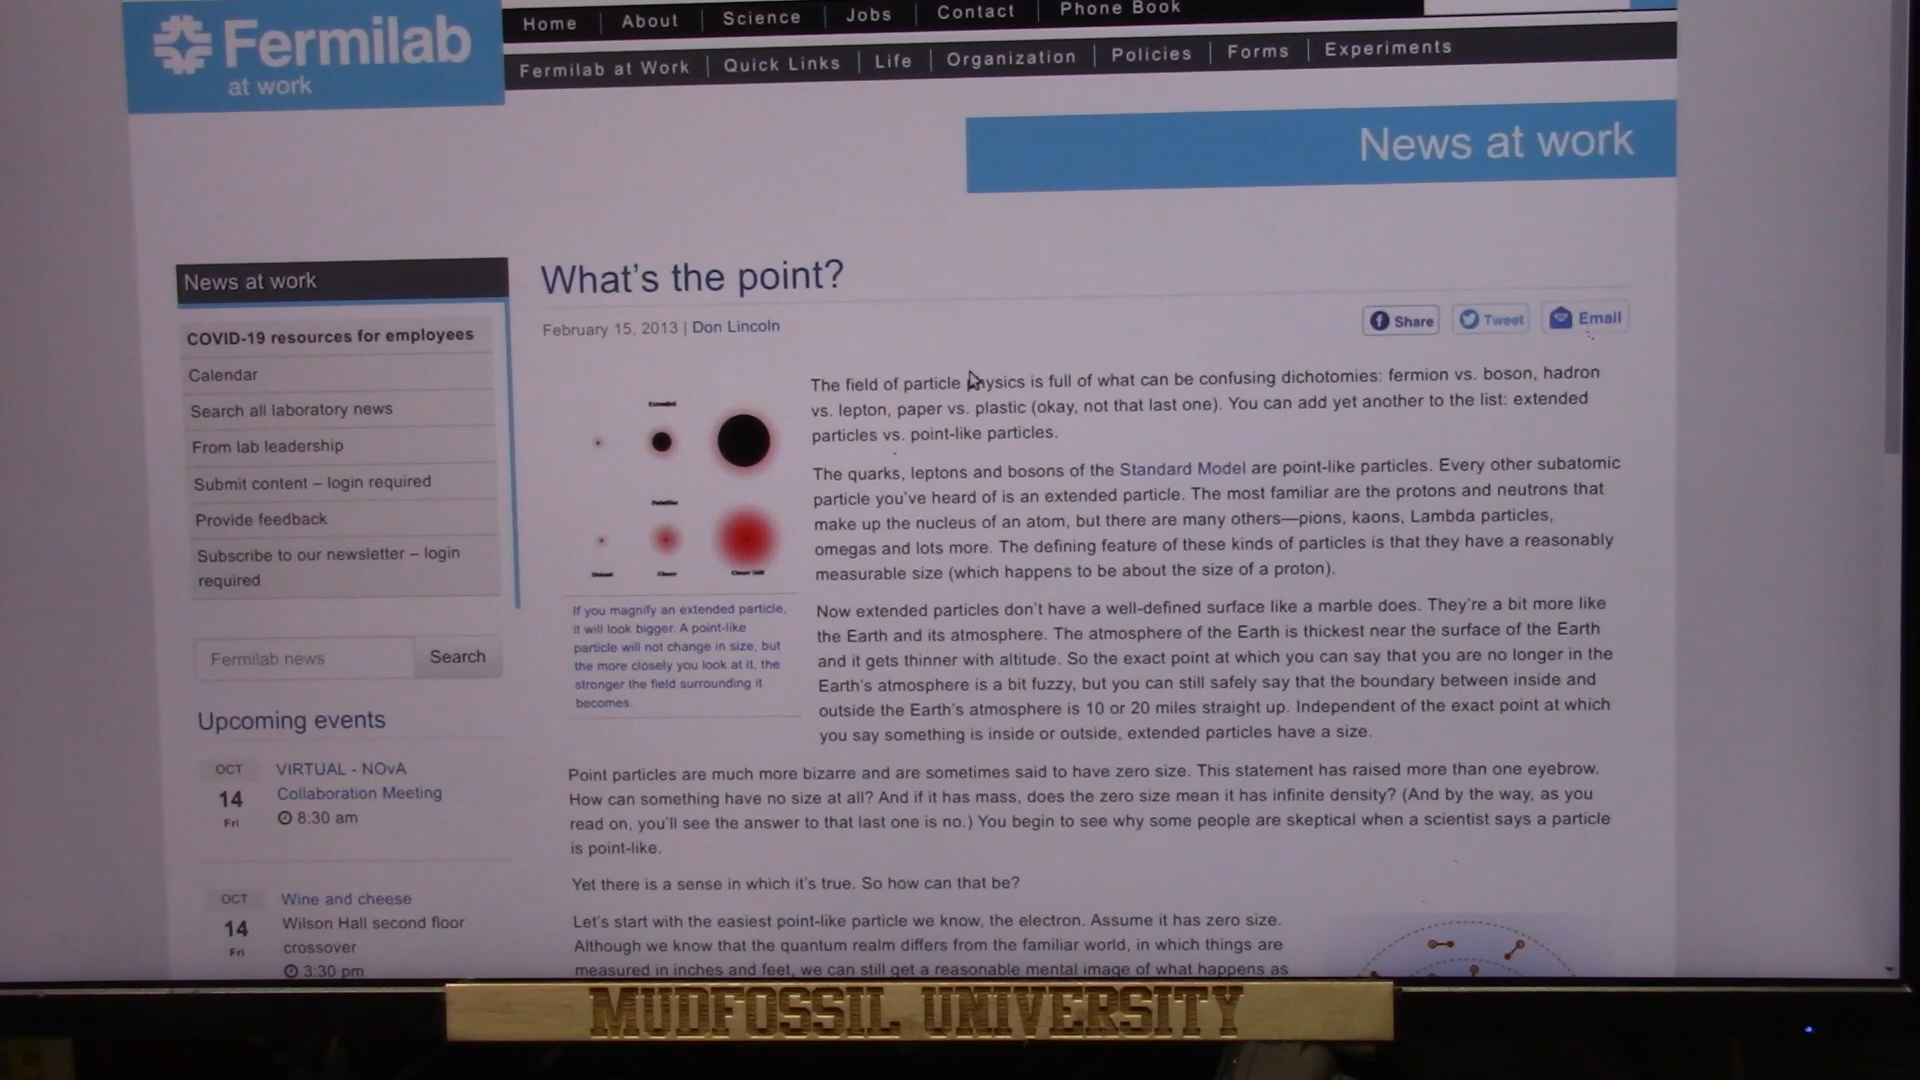 Fermilab
at work
Home About Science Jobs Contact Phone Book
Fermilab at Work Quick Links Life Organization Policies Forms Experiments
News at work
News at work
COVID-19 resources for employees
Calendar
Search all laboratory news
From lab leadership
Submit content – login required
Provide feedback
Subscribe to our newsletter – login
required
Fermilab news Search
Upcoming events
OCT
14
Fri
VIRTUAL - NOvA
Collaboration Meeting
8:30 am
OCT
14
Fri
Wine and cheese
Wilson Hall second floor
crossover
3:30 pm
What's the point?
February 15, 2013 | Don Lincoln
Share Tweet Email
Extended
Pointlike
Distant Closer Closer Still
If you magnify an extended particle,
it will look bigger. A point-like
particle will not change in size, but
the more closely you look at it, the
stronger the field surrounding it
becomes.
The field of particle physics is full of what can be confusing dichotomies: fermion vs. boson, hadron
vs. lepton, paper vs. plastic (okay, not that last one). You can add yet another to the list: extended
particles vs. point-like particles.
The quarks, leptons and bosons of the Standard Model are point-like particles. Every other subatomic
particle you've heard of is an extended particle. The most familiar are the protons and neutrons that
make up the nucleus of an atom, but there are many others—pions, kaons, Lambda particles,
omegas and lots more. The defining feature of these kinds of particles is that they have a reasonably
measurable size (which happens to be about the size of a proton).
Now extended particles don't have a well-defined surface like a marble does. They're a bit more like
the Earth and its atmosphere. The atmosphere of the Earth is thickest near the surface of the Earth
and it gets thinner with altitude. So the exact point at which you can say that you are no longer in the
Earth's atmosphere is a bit fuzzy, but you can still safely say that the boundary between inside and
outside the Earth's atmosphere is 10 or 20 miles straight up. Independent of the exact point at which
you say something is inside or outside, extended particles have a size.
Point particles are much more bizarre and are sometimes said to have zero size. This statement has raised more than one eyebrow.
How can something have no size at all? And if it has mass, does the zero size mean it has infinite density? (And by the way, as you
read on, you'll see the answer to that last one is no.) You begin to see why some people are skeptical when a scientist says a particle
is point-like.
Yet there is a sense in which it's true. So how can that be?
Let's start with the easiest point-like particle we know, the electron. Assume it has zero size.
Although we know that the quantum realm differs from the familiar world, in which things are
measured in inches and feet, we can still get a reasonable mental image of what happens as
MUDFOSSIL UNIVERSITY